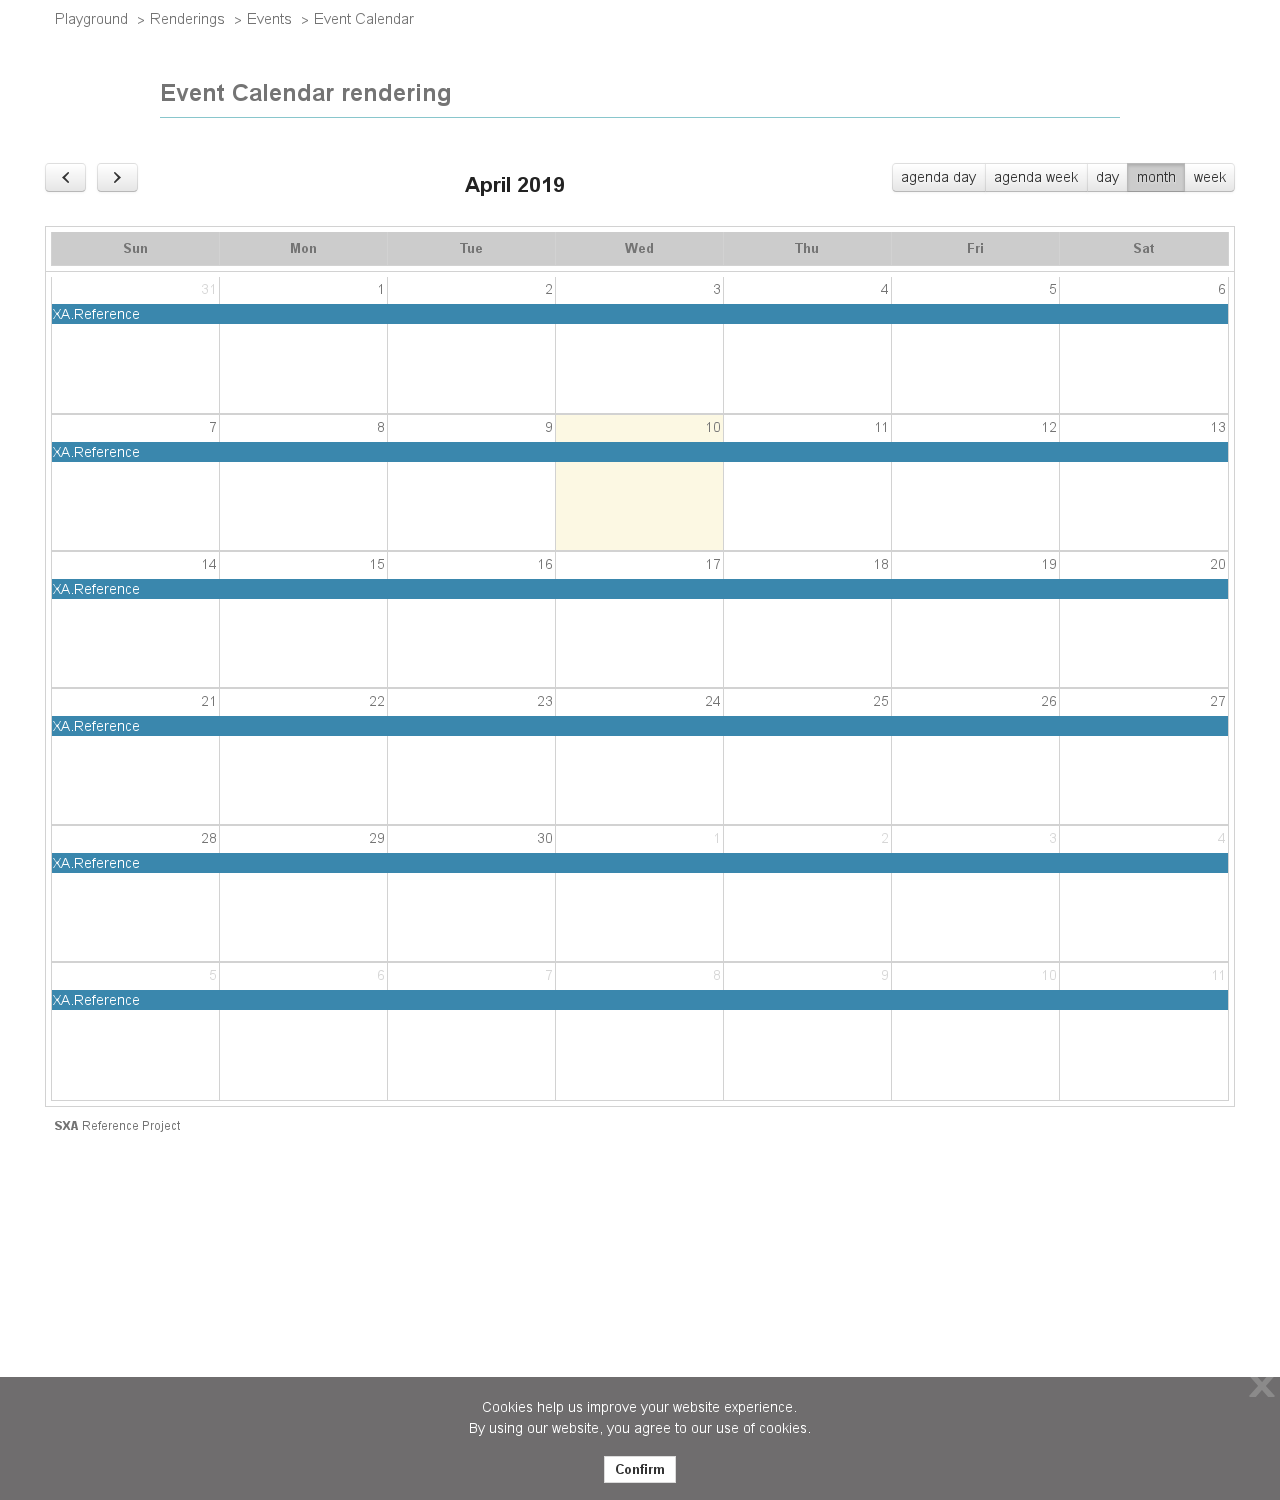 Playground > Renderings > Events > Event Calendar
Event Calendar rendering
April 2019
agenda day agenda week day month week
Sun Mon Tue Wed Thu Fri Sat
31 1 2 3 4 5 6
XA.Reference
7 8 9 10 11 12 13
XA.Reference
14 15 16 17 18 19 20
XA.Reference
21 22 23 24 25 26 27
XA.Reference
28 29 30 1 2 3 4
XA.Reference
5 6 7 8 9 10 11
XA.Reference
SXA Reference Project
Cookies help us improve your website experience.
By using our website, you agree to our use of cookies.
Confirm